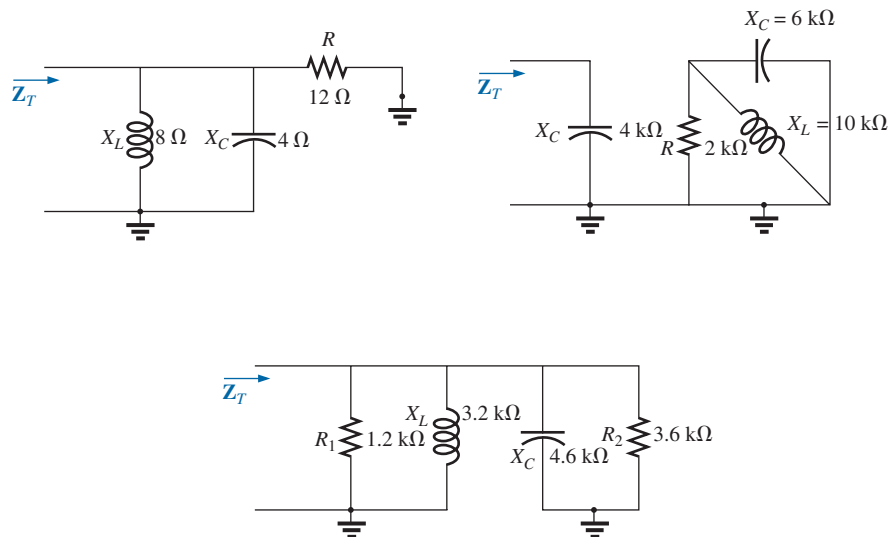 R
Z_T
12 Ω
X_L
8 Ω
X_C
4 Ω
X_C = 6 kΩ
Z_T
X_C
4 kΩ
R
2 kΩ
X_L = 10 kΩ
Z_T
R_1
1.2 kΩ
X_L
3.2 kΩ
X_C
4.6 kΩ
R_2
3.6 kΩ